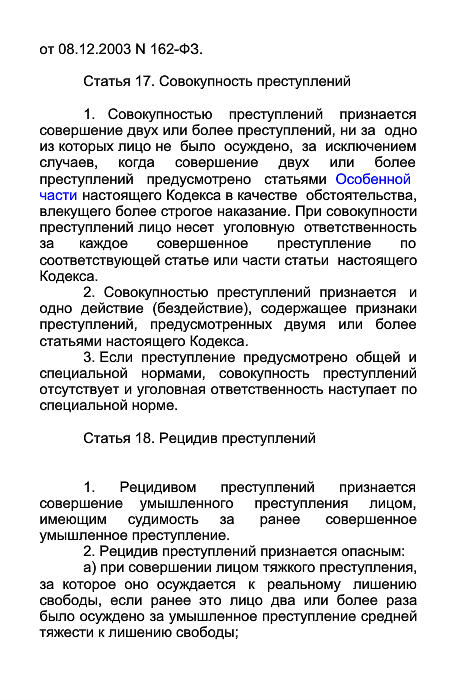 от 08.12.2003 N 162-ФЗ.
Статья 17. Совокупность преступлений
1. Совокупностью преступлений признается
совершение двух или более преступлений, ни за одно
из которых лицо не было осуждено, за исключением
случаев, когда совершение двух или более
преступлений предусмотрено статьями Особенной
части настоящего Кодекса в качестве обстоятельства,
влекущего более строгое наказание. При совокупности
преступлений лицо несет уголовную ответственность
за каждое совершенное преступление по
соответствующей статье или части статьи настоящего
Кодекса.
2. Совокупностью преступлений признается и
одно действие (бездействие), содержащее признаки
преступлений, предусмотренных двумя или более
статьями настоящего Кодекса.
3. Если преступление предусмотрено общей и
специальной нормами, совокупность преступлений
отсутствует и уголовная ответственность наступает по
специальной норме.
Статья 18. Рецидив преступлений
1. Рецидивом преступлений признается
совершение умышленного преступления лицом,
имеющим судимость за ранее совершенное
умышленное преступление.
2. Рецидив преступлений признается опасным:
а) при совершении лицом тяжкого преступления,
за которое оно осуждается к реальному лишению
свободы, если ранее это лицо два или более раза
было осуждено за умышленное преступление средней
тяжести к лишению свободы;